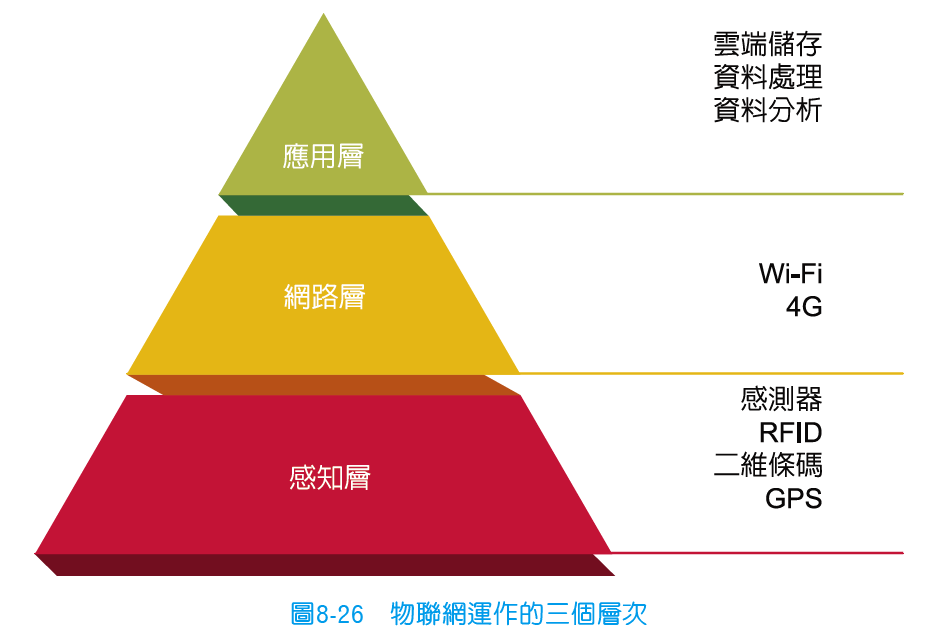 雲端儲存
資料處理
資料分析
應用層
Wi-Fi
4G
網路層
感測器
RFID
二維條碼
GPS
感知層
圖8-26 物聯網運作的三個層次